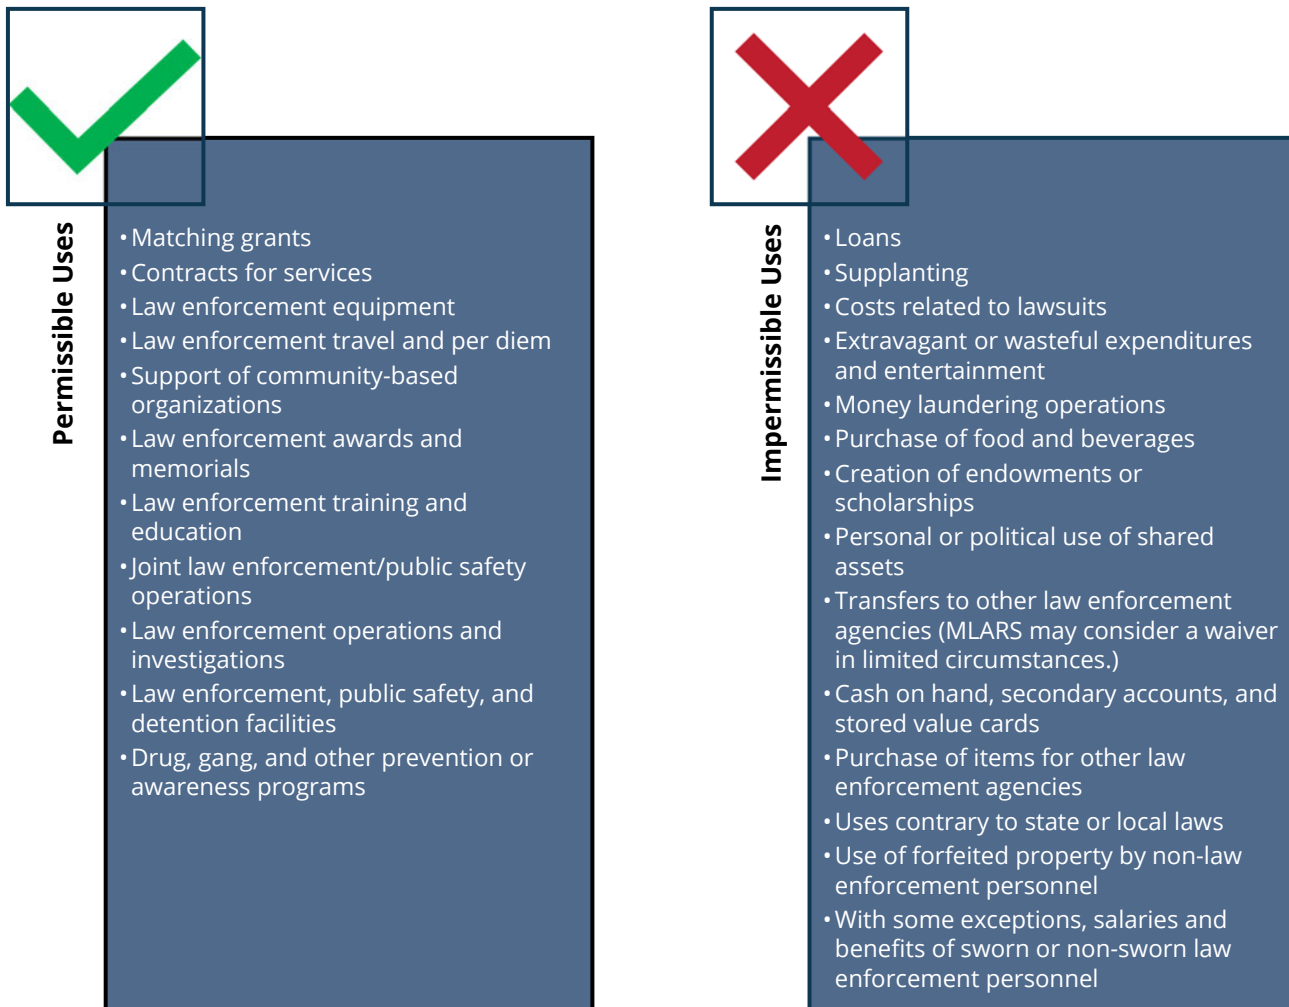 Permissible Uses
•Matching grants
•Contracts for services
•Law enforcement equipment
•Law enforcement travel and per diem
•Support of community-based
organizations
•Law enforcement awards and
memorials
•Law enforcement training and
education
•Joint law enforcement/public safety
operations
•Law enforcement operations and
investigations
•Law enforcement, public safety, and
detention facilities
•Drug, gang, and other prevention or
awareness programs
Impermissible Uses
•Loans
•Supplanting
•Costs related to lawsuits
•Extravagant or wasteful expenditures
and entertainment
•Money laundering operations
•Purchase of food and beverages
•Creation of endowments or
scholarships
•Personal or political use of shared
assets
•Transfers to other law enforcement
agencies (MLARS may consider a waiver
in limited circumstances.)
•Cash on hand, secondary accounts, and
stored value cards
•Purchase of items for other law
enforcement agencies
•Uses contrary to state or local laws
•Use of forfeited property by non-law
enforcement personnel
•With some exceptions, salaries and
benefits of sworn or non-sworn law
enforcement personnel